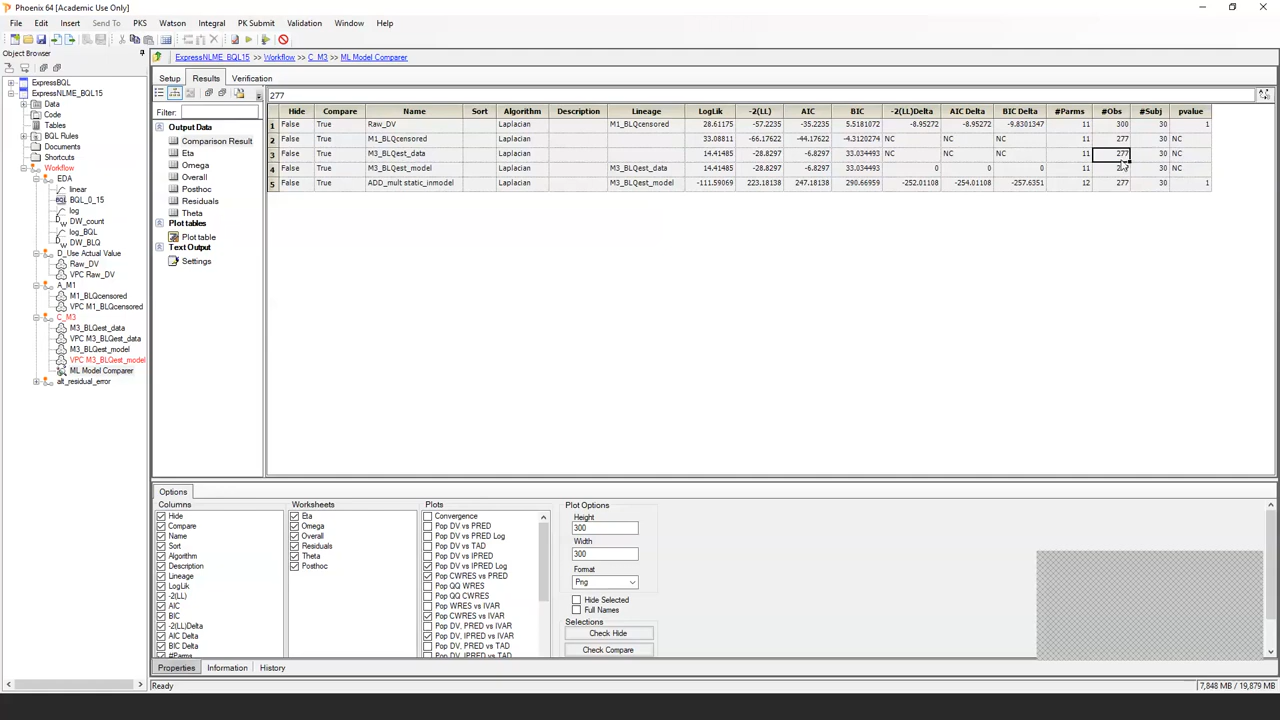 Phoenix 64 [Academic Use Only]
File Edit Insert Send To PKS Watson Integral PK Submit Validation Window Help
Object Browser
ExpressNLME_BQL15 >> Workflow >> C_M3 >> ML Model Comparer
ExpressBQL
ExpressNLME_BQL15
Data
Code
Tables
BQL Rules
Documents
Shortcuts
Workflow
EDA
linear
BQL_0_15
log
DW_count
log_BQL
DW_BLQ
D_Use Actual Value
Raw_DV
VPC Raw_DV
A_M1
M1_BLQcensored
VPC M1_BLQcensored
C_M3
M3_BLQest_data
VPC M3_BLQest_data
M3_BLQest_model
VPC M3_BLQest_model
ML Model Comparer
alt_residual_error
Setup Results Verification
277
Filter:
Output Data
Comparison Result
Eta
Omega
Overall
Posthoc
Residuals
Theta
Plot tables
Plot table
Text Output
Settings
Hide Compare Name Sort Algorithm Description Lineage LogLik -2(LL) AIC BIC -2(LL)Delta AIC Delta BIC Delta #Parms #Obs #Subj pvalue
1 False True Raw_DV Laplacian M1_BLQcensored 28.61175 -57.2235 -35.2235 5.5181072 -8.95272 -8.95272 -9.8301347 11 300 30 1
2 False True M1_BLQcensored Laplacian 33.08811 -66.17622 -44.17622 -4.3120274 NC NC NC 11 277 30 NC
3 False True M3_BLQest_data Laplacian 14.41485 -28.8297 -6.8297 33.034493 NC NC NC 11 277 30 NC
4 False True M3_BLQest_model Laplacian M3_BLQest_data 14.41485 -28.8297 -6.8297 33.034493 0 0 0 11 30 NC
5 False True ADD_mult static_inmodel Laplacian M3_BLQest_model -111.59069 223.18138 247.18138 290.66959 -252.01108 -254.01108 -257.6351 12 277 30 1
Options
Columns
Hide
Compare
Name
Sort
Algorithm
Description
Lineage
LogLik
-2(LL)
AIC
BIC
-2(LL)Delta
AIC Delta
BIC Delta
#Parms
Worksheets
Eta
Omega
Overall
Residuals
Theta
Posthoc
Plots
Convergence
Pop DV vs PRED
Pop DV vs PRED Log
Pop DV vs TAD
Pop DV vs IPRED
Pop DV vs IPRED Log
Pop CWRES vs PRED
Pop QQ WRES
Pop QQ CWRES
Pop WRES vs IVAR
Pop CWRES vs IVAR
Pop DV, PRED vs IVAR
Pop DV, IPRED vs IVAR
Pop DV, PRED vs TAD
Pop DV, IPRED vs TAD
Plot Options
Height
300
Width
300
Format
Png
Hide Selected
Full Names
Selections
Check Hide
Check Compare
Properties Information History
Ready 7,848 MB / 19,879 MB